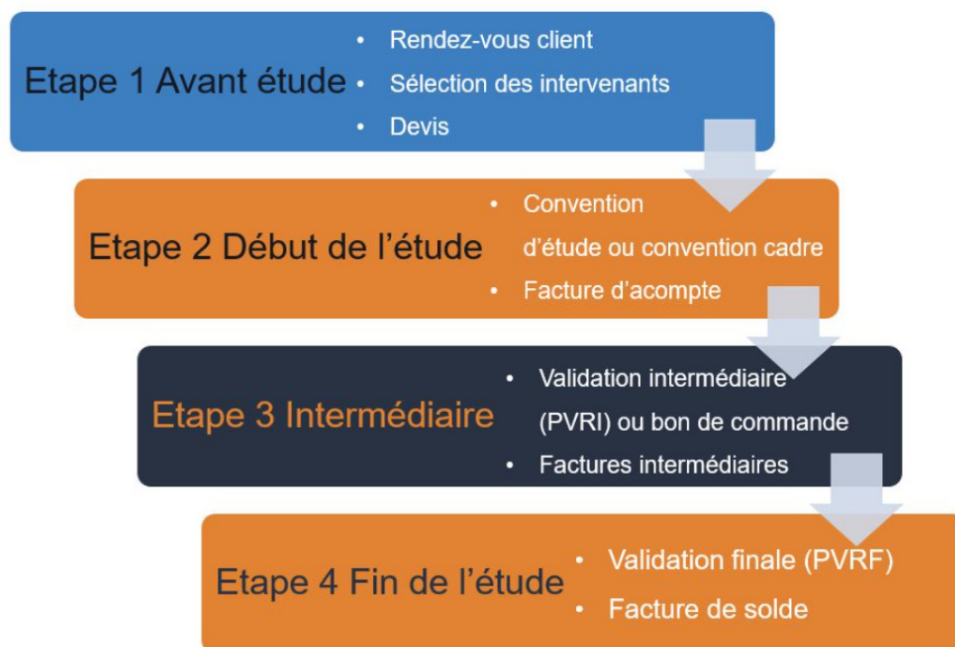 Etape 1 Avant étude
• Rendez-vous client
• Sélection des intervenants
• Devis
Etape 2 Début de l'étude
• Convention
d'étude ou convention cadre
• Facture d'acompte
Etape 3 Intermédiaire
• Validation intermédiaire
(PVRI) ou bon de commande
• Factures intermédiaires
Etape 4 Fin de l'étude
• Validation finale (PVRF)
• Facture de solde